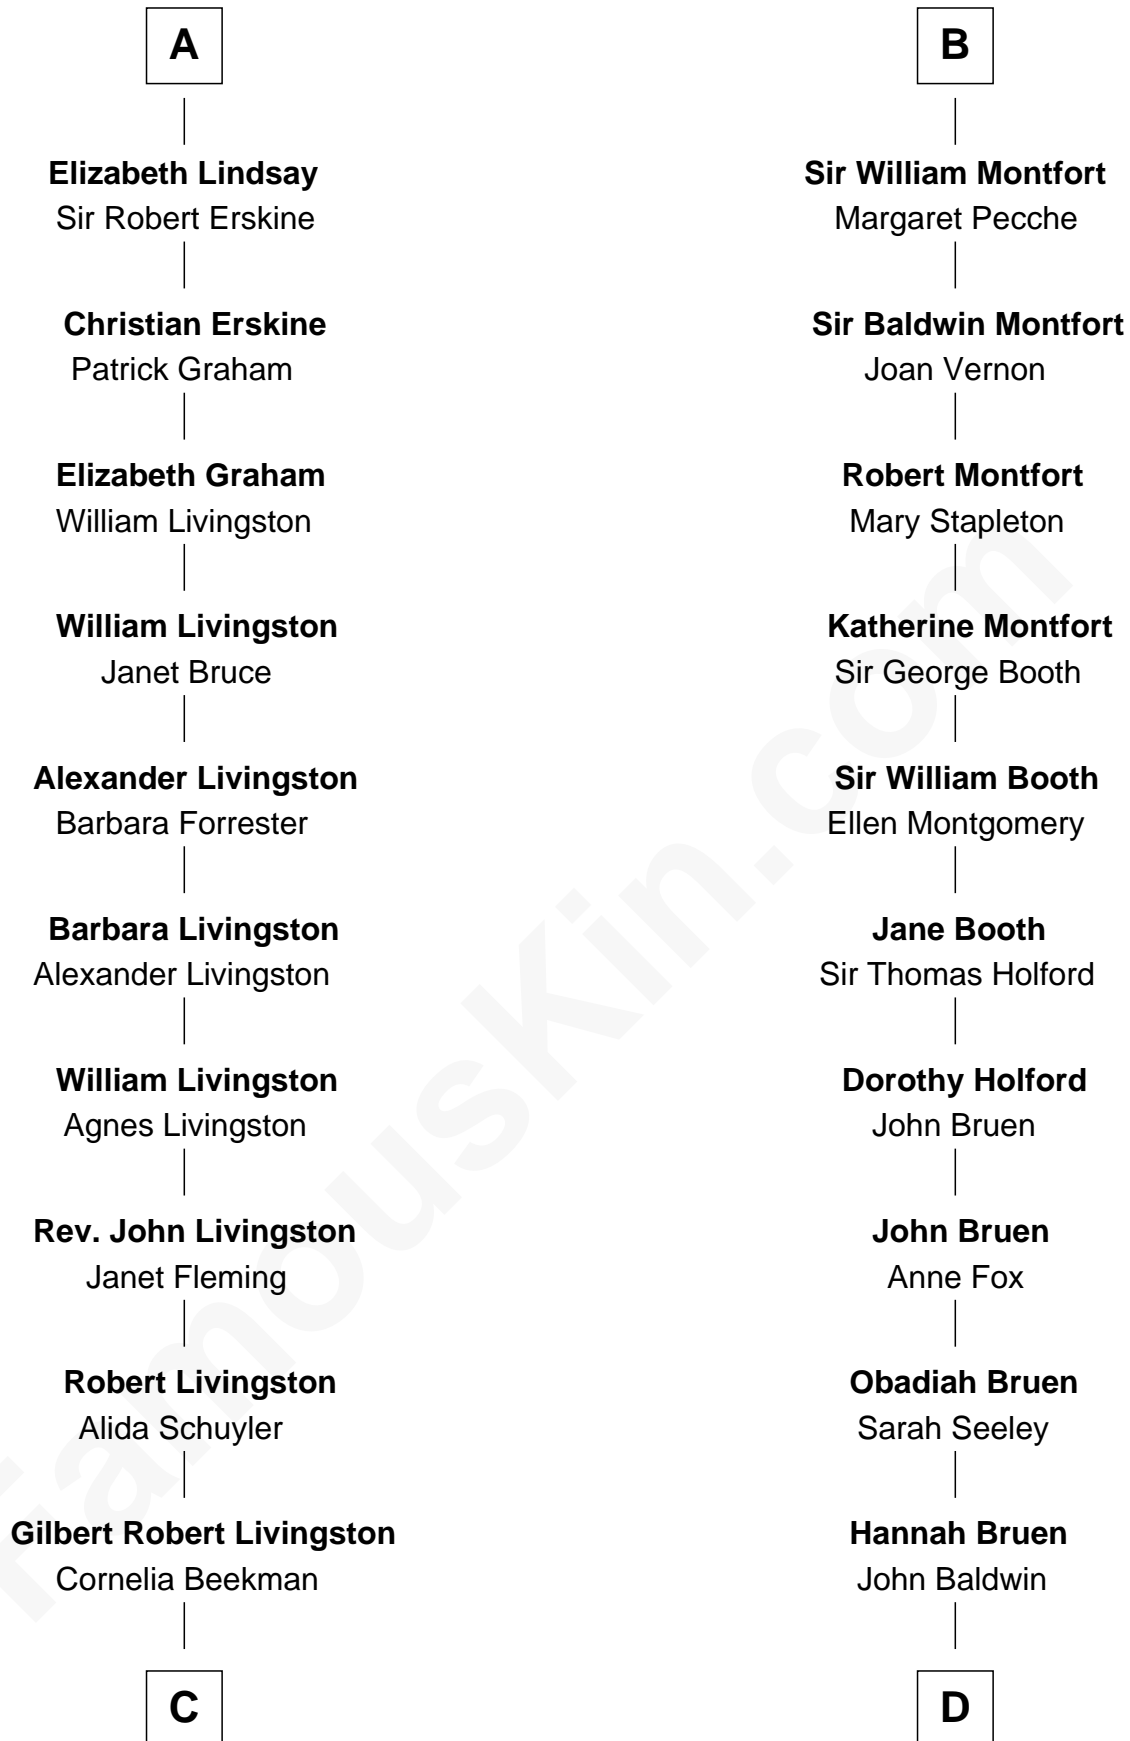 A
Elizabeth Lindsay
Sir Robert Erskine
Christian Erskine
Patrick Graham
Elizabeth Graham
William Livingston
William Livingston
Janet Bruce
Alexander Livingston
Barbara Forrester
Barbara Livingston
Alexander Livingston
William Livingston
Agnes Livingston
Rev. John Livingston
Janet Fleming
Robert Livingston
Alida Schuyler
Gilbert Robert Livingston
Cornelia Beekman
C
B
Sir William Montfort
Margaret Pecche
Sir Baldwin Montfort
Joan Vernon
Robert Montfort
Mary Stapleton
Katherine Montfort
Sir George Booth
Sir William Booth
Ellen Montgomery
Jane Booth
Sir Thomas Holford
Dorothy Holford
John Bruen
John Bruen
Anne Fox
Obadiah Bruen
Sarah Seeley
Hannah Bruen
John Baldwin
D
FamousKin.com